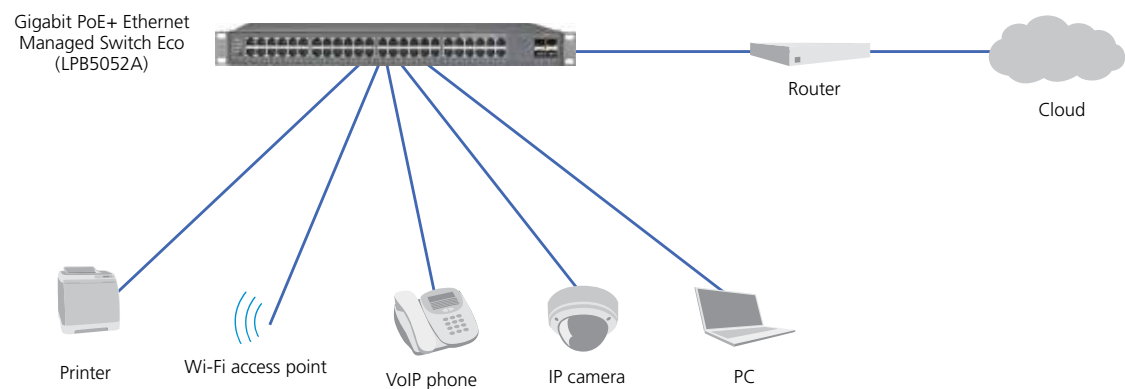 Gigabit PoE+ Ethernet
Managed Switch Eco
(LPB5052A)
Router
Cloud
Printer
Wi-Fi access point
VoIP phone
IP camera
PC